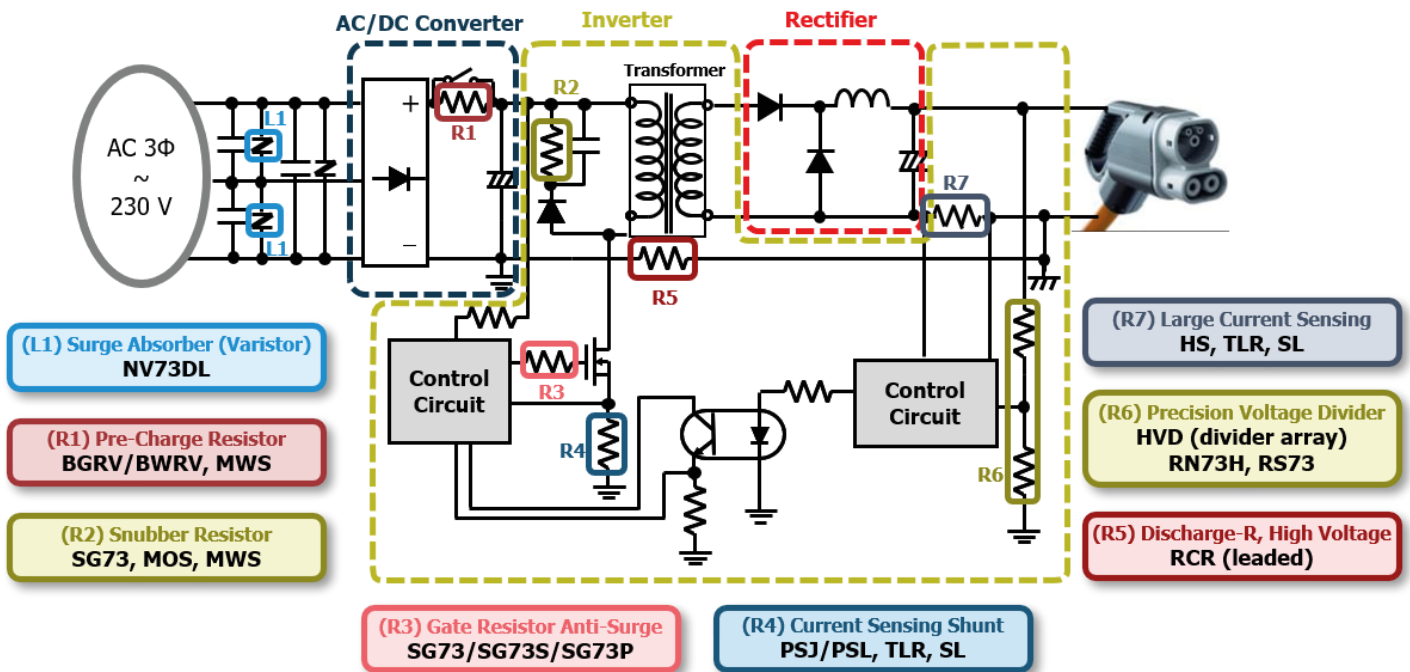 AC/DC Converter
Inverter
Rectifier
Transformer
L1
+
R1
R2
AC 3Φ
~
230 V
R7
L1
−
R5
(L1) Surge Absorber (Varistor)
NV73DL
Control
Circuit
R3
R4
Control
Circuit
R6
(R7) Large Current Sensing
HS, TLR, SL
(R1) Pre-Charge Resistor
BGRV/BWRV, MWS
(R6) Precision Voltage Divider
HVD (divider array)
RN73H, RS73
(R2) Snubber Resistor
SG73, MOS, MWS
(R5) Discharge-R, High Voltage
RCR (leaded)
(R3) Gate Resistor Anti-Surge
SG73/SG73S/SG73P
(R4) Current Sensing Shunt
PSJ/PSL, TLR, SL